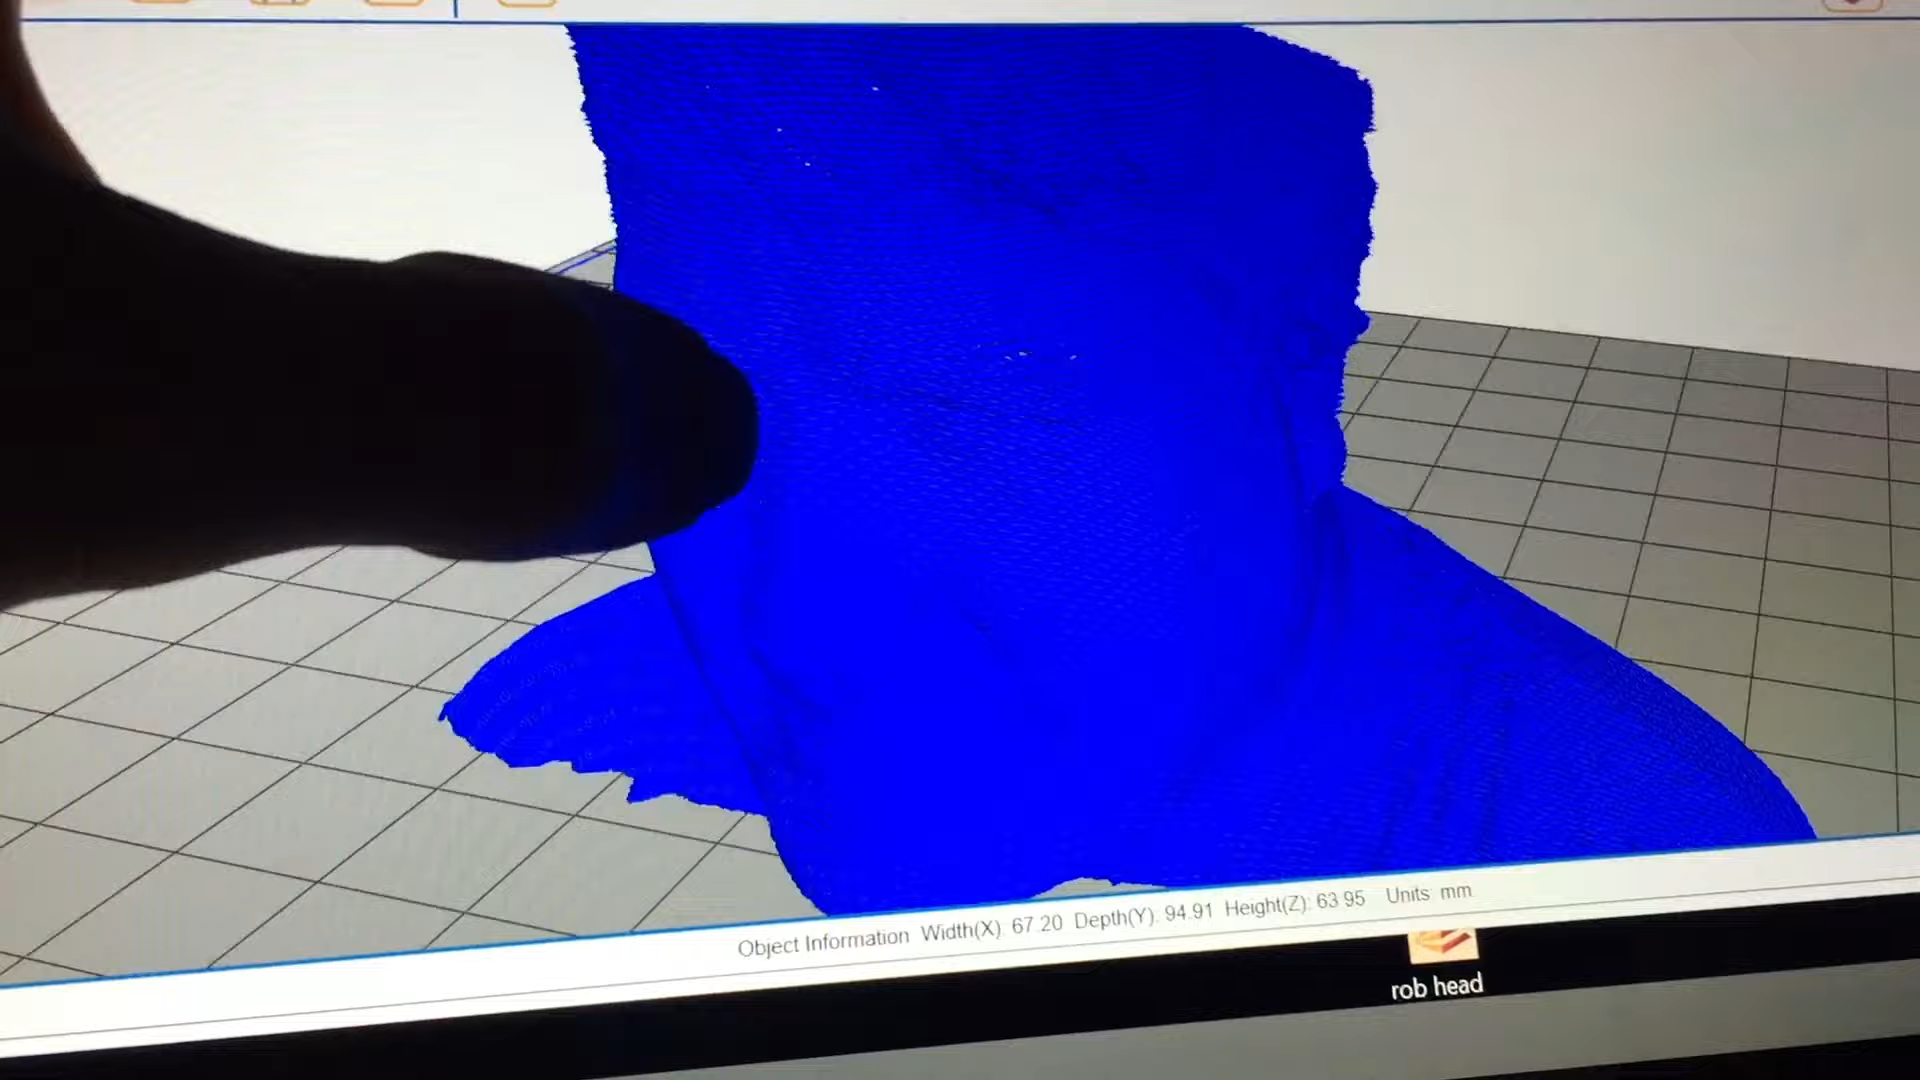 Object Information Width(X): 67.20 Depth(Y): 94.91 Height(Z): 63.95 Units: mm
rob head